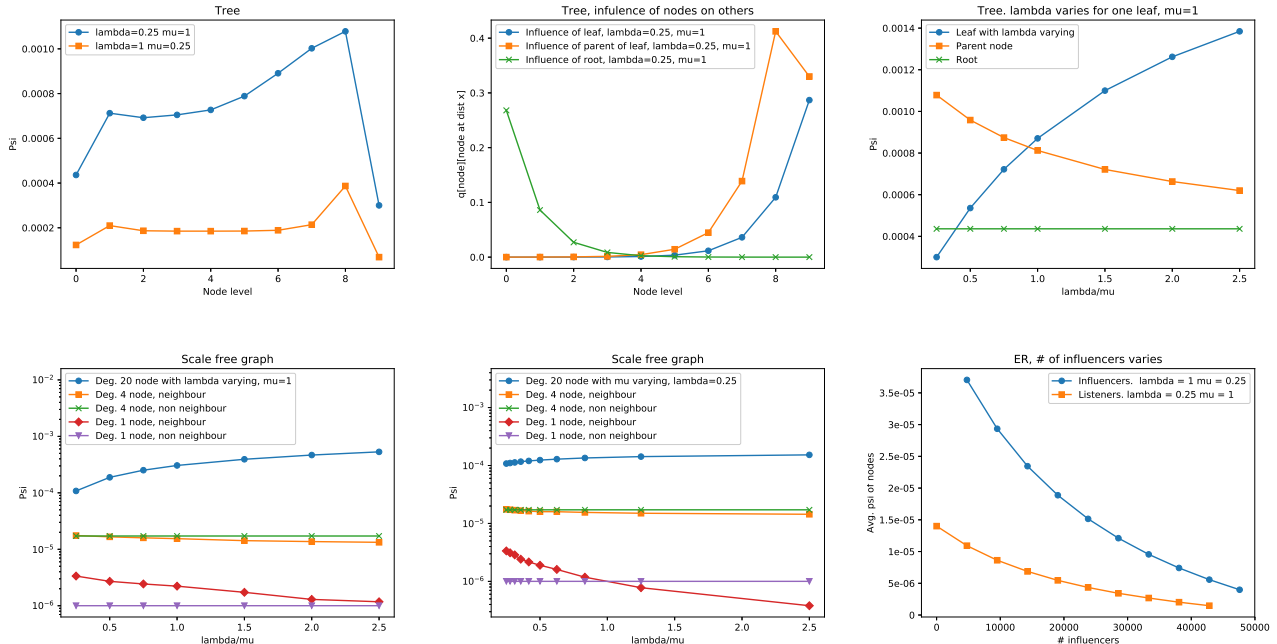 Tree
lambda=0.25 mu=1
lambda=1 mu=0.25
0.0010
0.0008
0.0006
0.0004
0.0002
Psi
0 2 4 6 8
Node level
Tree, infulence of nodes on others
Influence of leaf, lambda=0.25, mu=1
Influence of parent of leaf, lambda=0.25, mu=1
Influence of root, lambda=0.25, mu=1
0.4
0.3
0.2
0.1
0.0
q[node][node at dist x]
0 2 4 6 8
Node level
Tree. lambda varies for one leaf, mu=1
Leaf with lambda varying
Parent node
Root
0.0014
0.0012
0.0010
0.0008
0.0006
0.0004
Psi
0.5 1.0 1.5 2.0 2.5
lambda/mu
Scale free graph
Deg. 20 node with lambda varying, mu=1
Deg. 4 node, neighbour
Deg. 4 node, non neighbour
Deg. 1 node, neighbour
Deg. 1 node, non neighbour
10⁻²
10⁻³
10⁻⁴
10⁻⁵
10⁻⁶
Psi
0.5 1.0 1.5 2.0 2.5
lambda/mu
Scale free graph
Deg. 20 node with mu varying, lambda=0.25
Deg. 4 node, neighbour
Deg. 4 node, non neighbour
Deg. 1 node, neighbour
Deg. 1 node, non neighbour
10⁻³
10⁻⁴
10⁻⁵
10⁻⁶
Psi
0.5 1.0 1.5 2.0 2.5
lambda/mu
ER, # of influencers varies
Influencers. lambda = 1 mu = 0.25
Listeners. lambda = 0.25 mu = 1
3.5e-05
3e-05
2.5e-05
2e-05
1.5e-05
1e-05
5e-06
0
Avg. psi of nodes
0 10000 20000 30000 40000 50000
# influencers